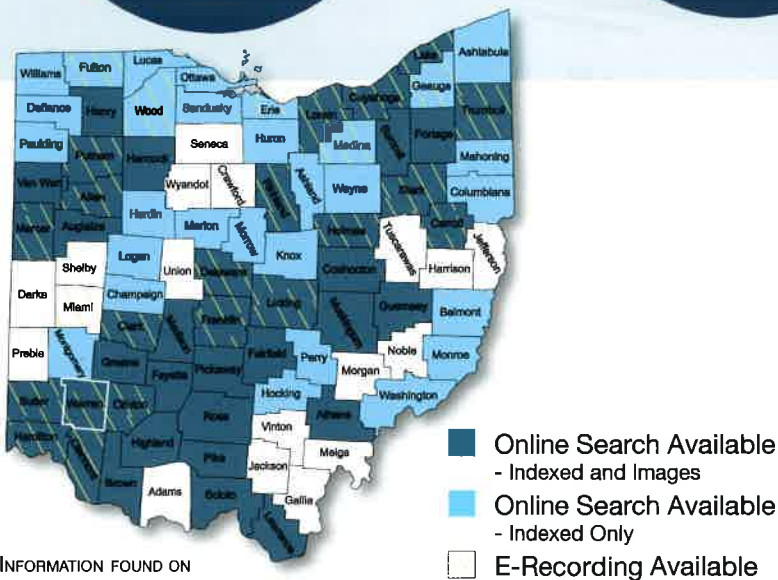 Williams
Fulton
Lucas
Ottawa
Lake
Ashtabula
Geauga
Cuyahoga
Trumbull
Defiance
Henry
Wood
Sandusky
Erie
Lorain
Huron
Medina
Summit
Portage
Paulding
Putnam
Hancock
Seneca
Mahoning
Van Wert
Allen
Wyandot
Crawford
Richland
Ashland
Wayne
Stark
Columbiana
Mercer
Auglaize
Hardin
Marion
Morrow
Holmes
Tuscarawas
Carroll
Jefferson
Shelby
Logan
Union
Delaware
Knox
Coshocton
Harrison
Darke
Miami
Champaign
Licking
Muskingum
Guernsey
Belmont
Clark
Madison
Franklin
Preble
Montgomery
Greene
Fayette
Pickaway
Fairfield
Perry
Morgan
Noble
Monroe
Butler
Warren
Clinton
Ross
Hocking
Athens
Washington
Hamilton
Clermont
Highland
Pike
Vinton
Meigs
Brown
Adams
Scioto
Jackson
Gallia
Lawrence
Online Search Available
- Indexed and Images
Online Search Available
- Indexed Only
E-Recording Available
INFORMATION FOUND ON